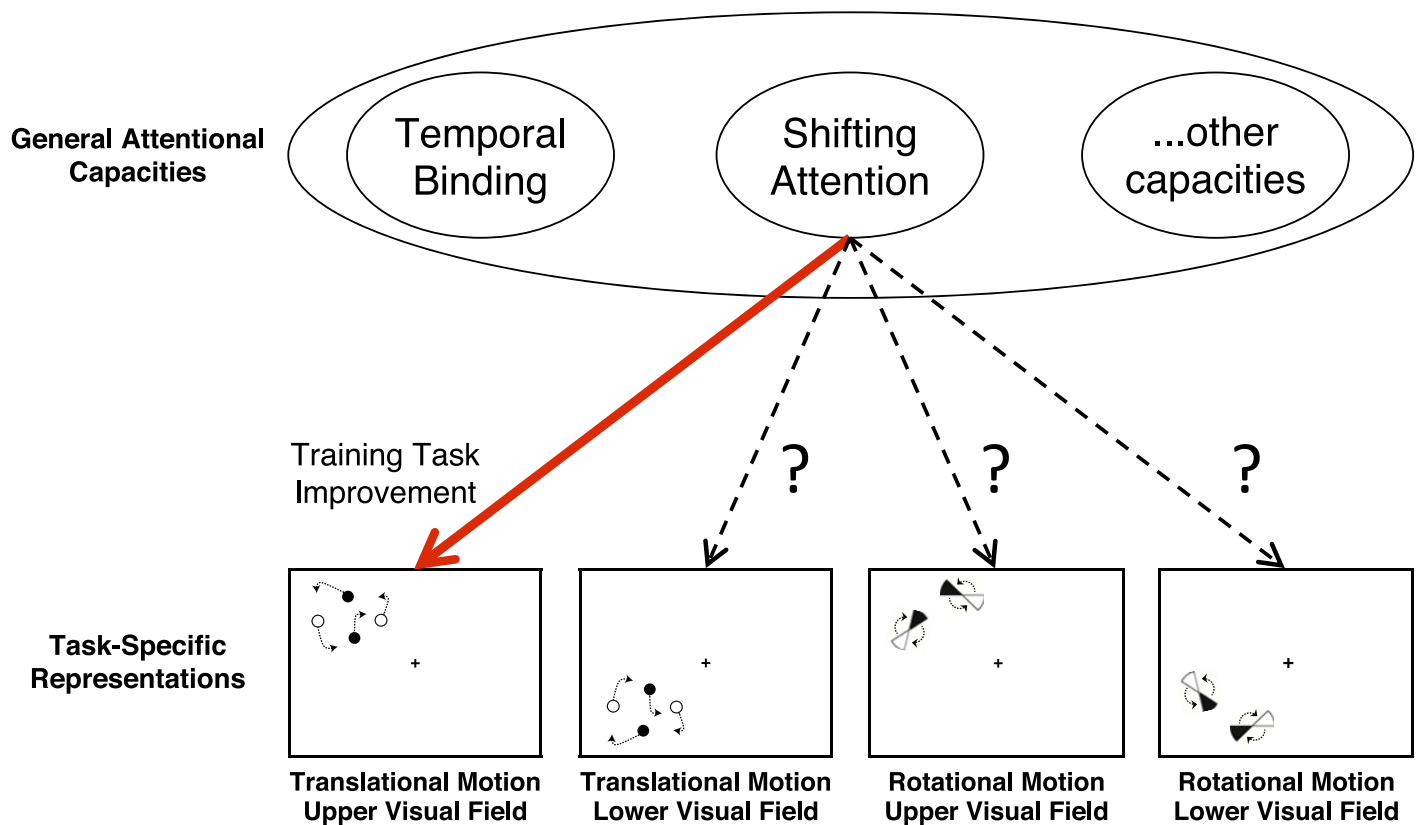 General Attentional
Capacities
Temporal
Binding
Shifting
Attention
...other
capacities
Training Task
Improvement
?
?
?
Task-Specific
Representations
+
+
+
+
Translational Motion
Upper Visual Field
Translational Motion
Lower Visual Field
Rotational Motion
Upper Visual Field
Rotational Motion
Lower Visual Field